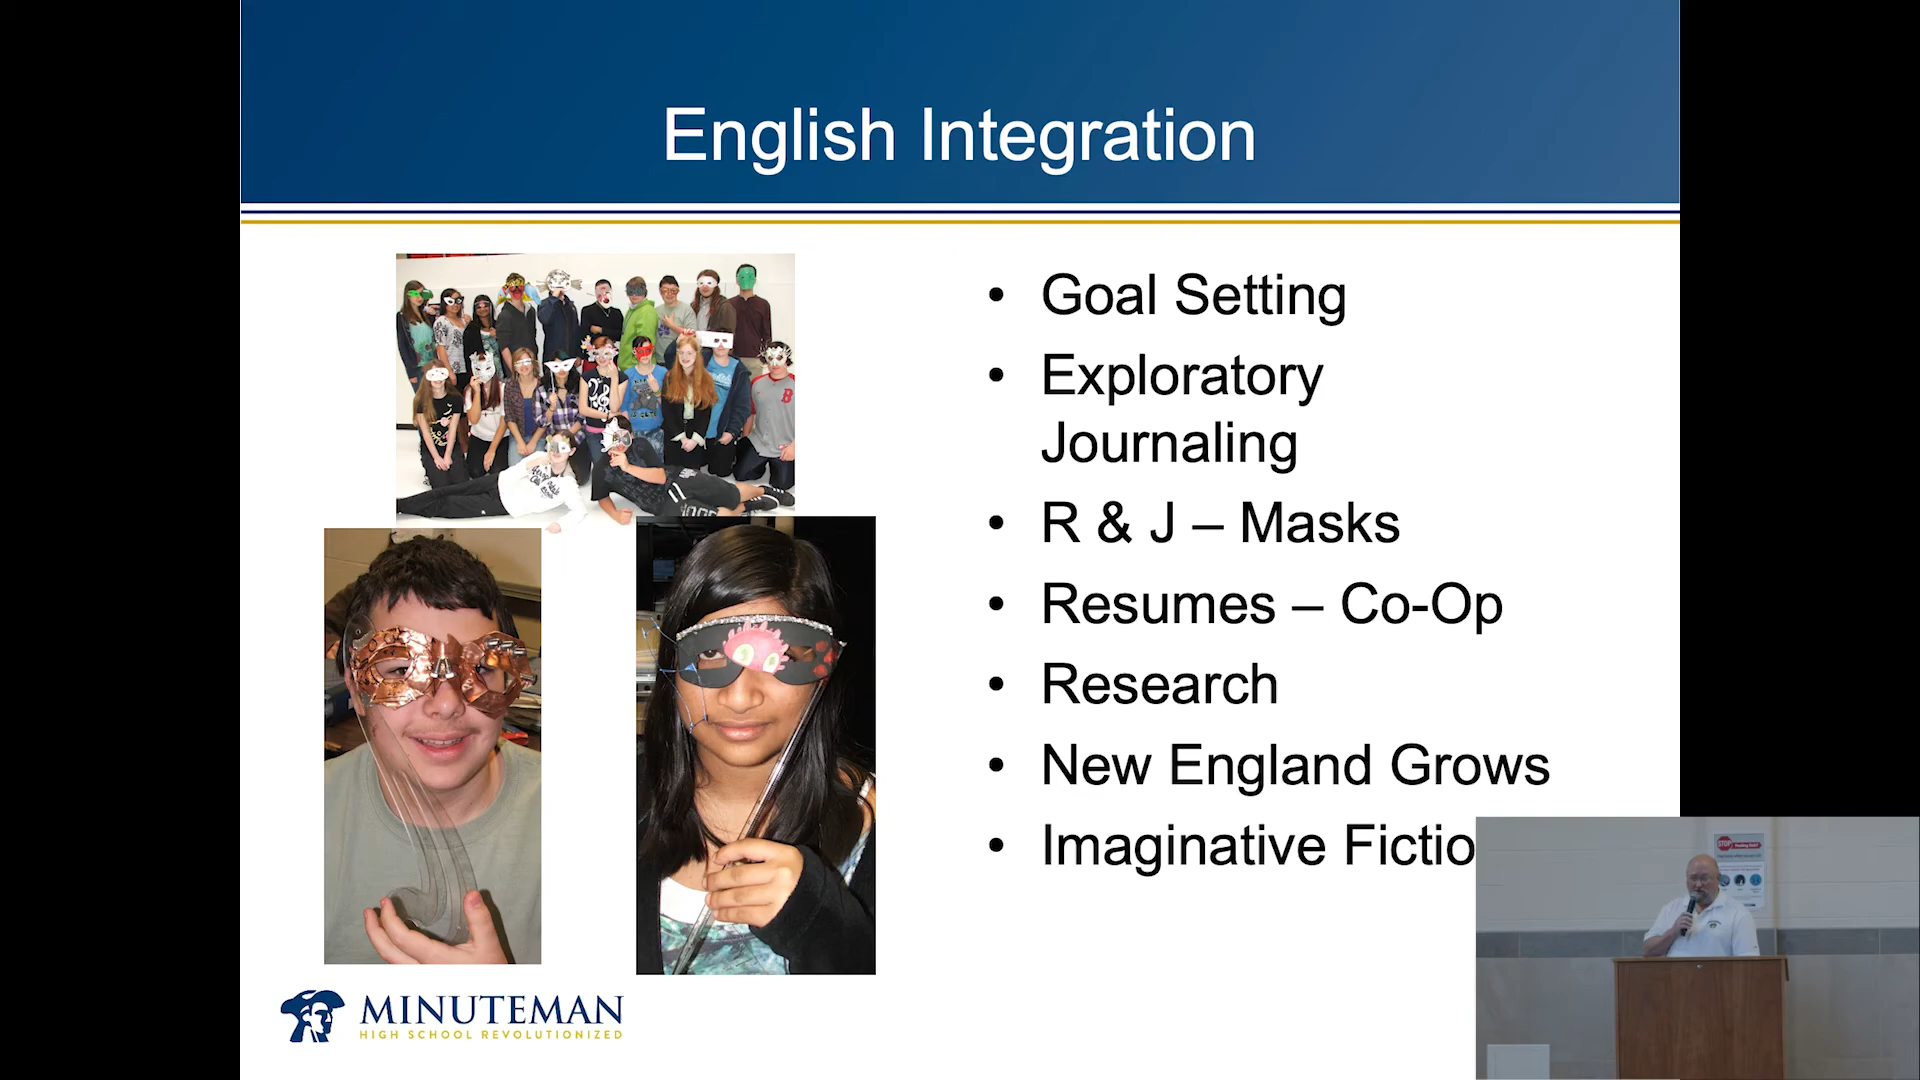 English Integration
• Goal Setting
• Exploratory
Journaling
• R & J – Masks
• Resumes – Co-Op
• Research
• New England Grows
• Imaginative Fictio
MINUTEMAN
HIGH SCHOOL REVOLUTIONIZED
STOP
B